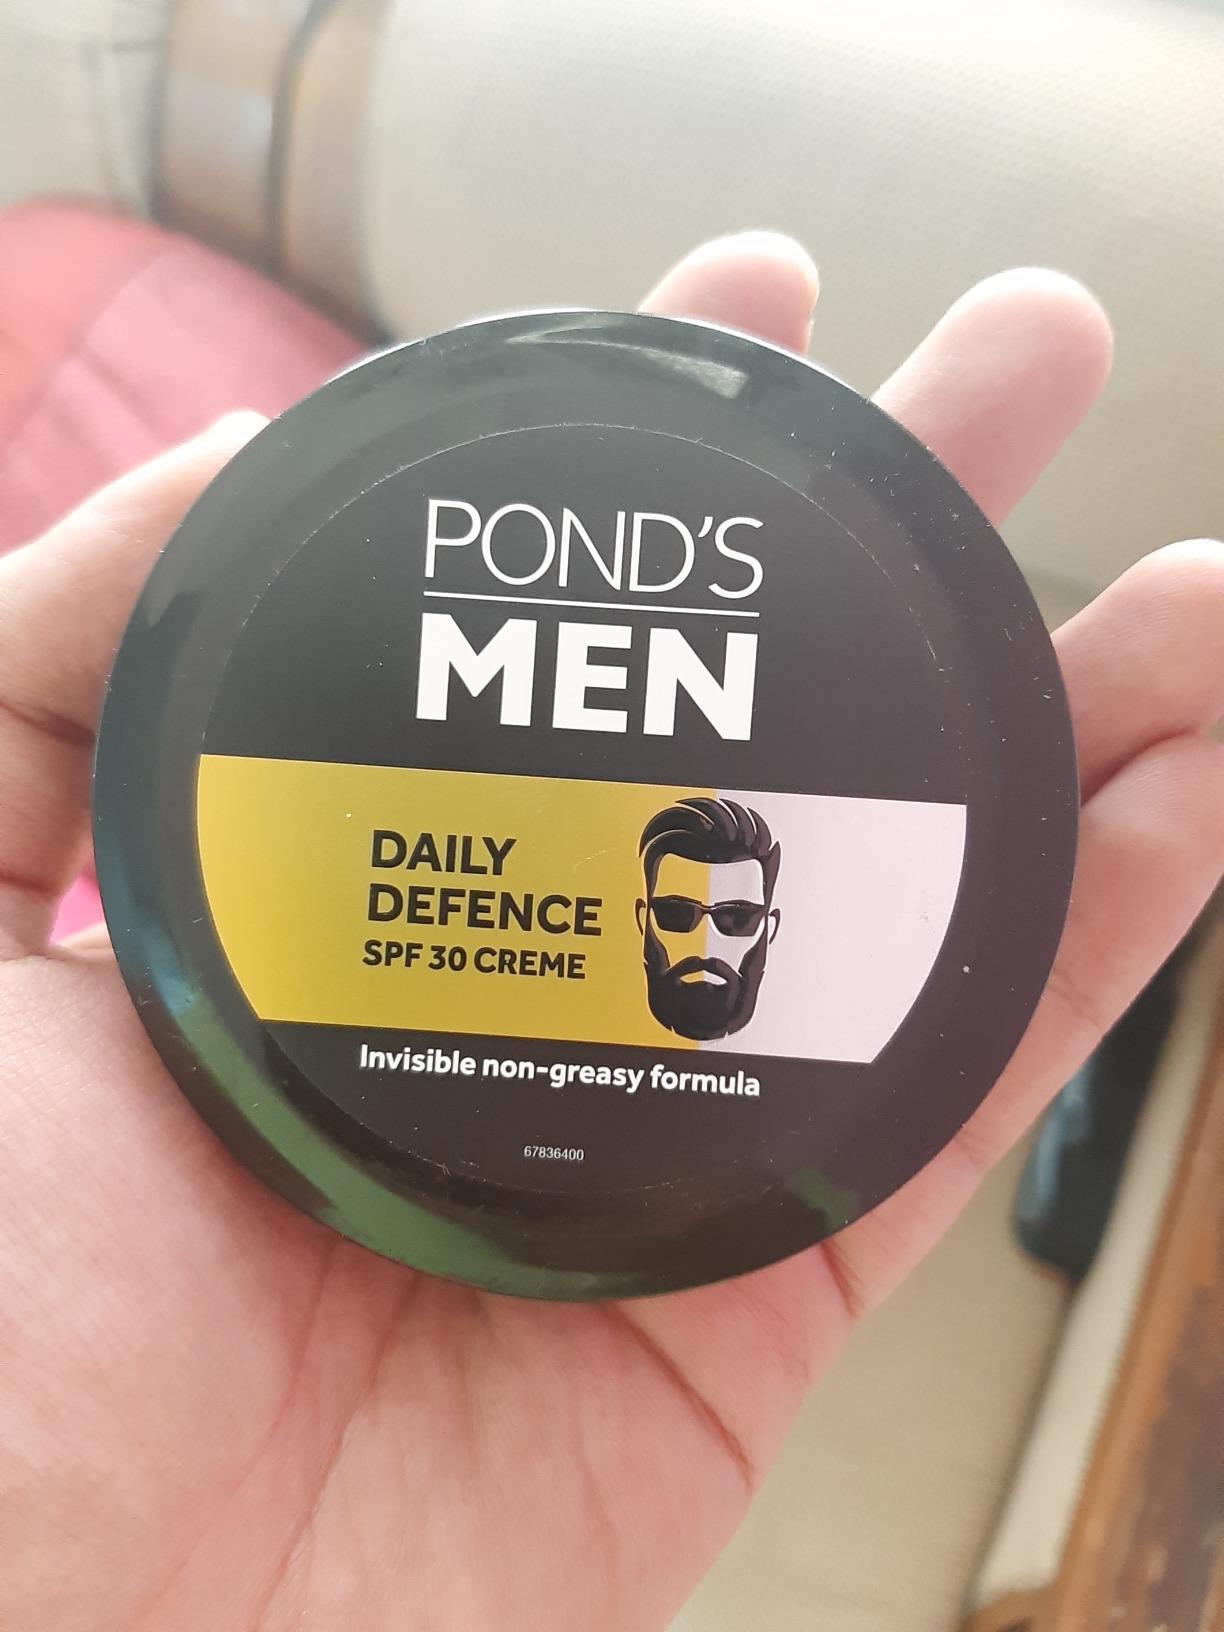 POND'S
MEN
DAILY
DEFENCE
SPF 30 CREME
Invisible non-greasy formula
67836400